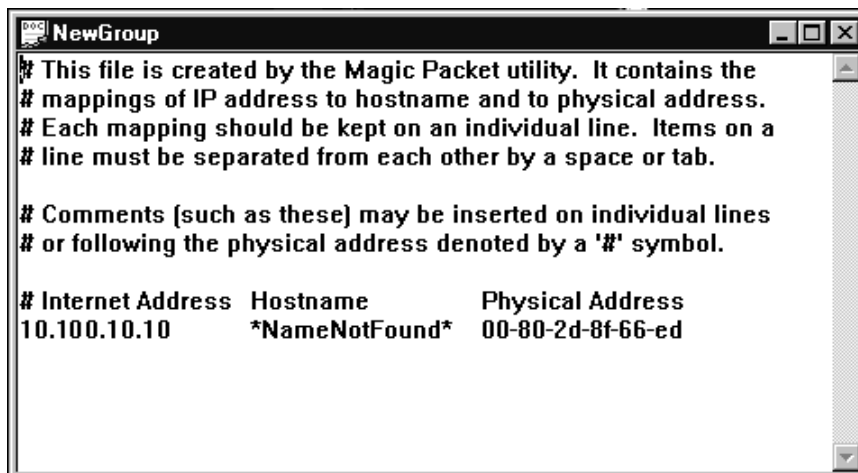 NewGroup
# This file is created by the Magic Packet utility.  It contains the
# mappings of IP address to hostname and to physical address.
# Each mapping should be kept on an individual line.  Items on a
# line must be separated from each other by a space or tab.
# Comments (such as these) may be inserted on individual lines
# or following the physical address denoted by a '#' symbol.
# Internet Address  Hostname  Physical Address
10.100.10.10  *NameNotFound*  00-80-2d-8f-66-ed